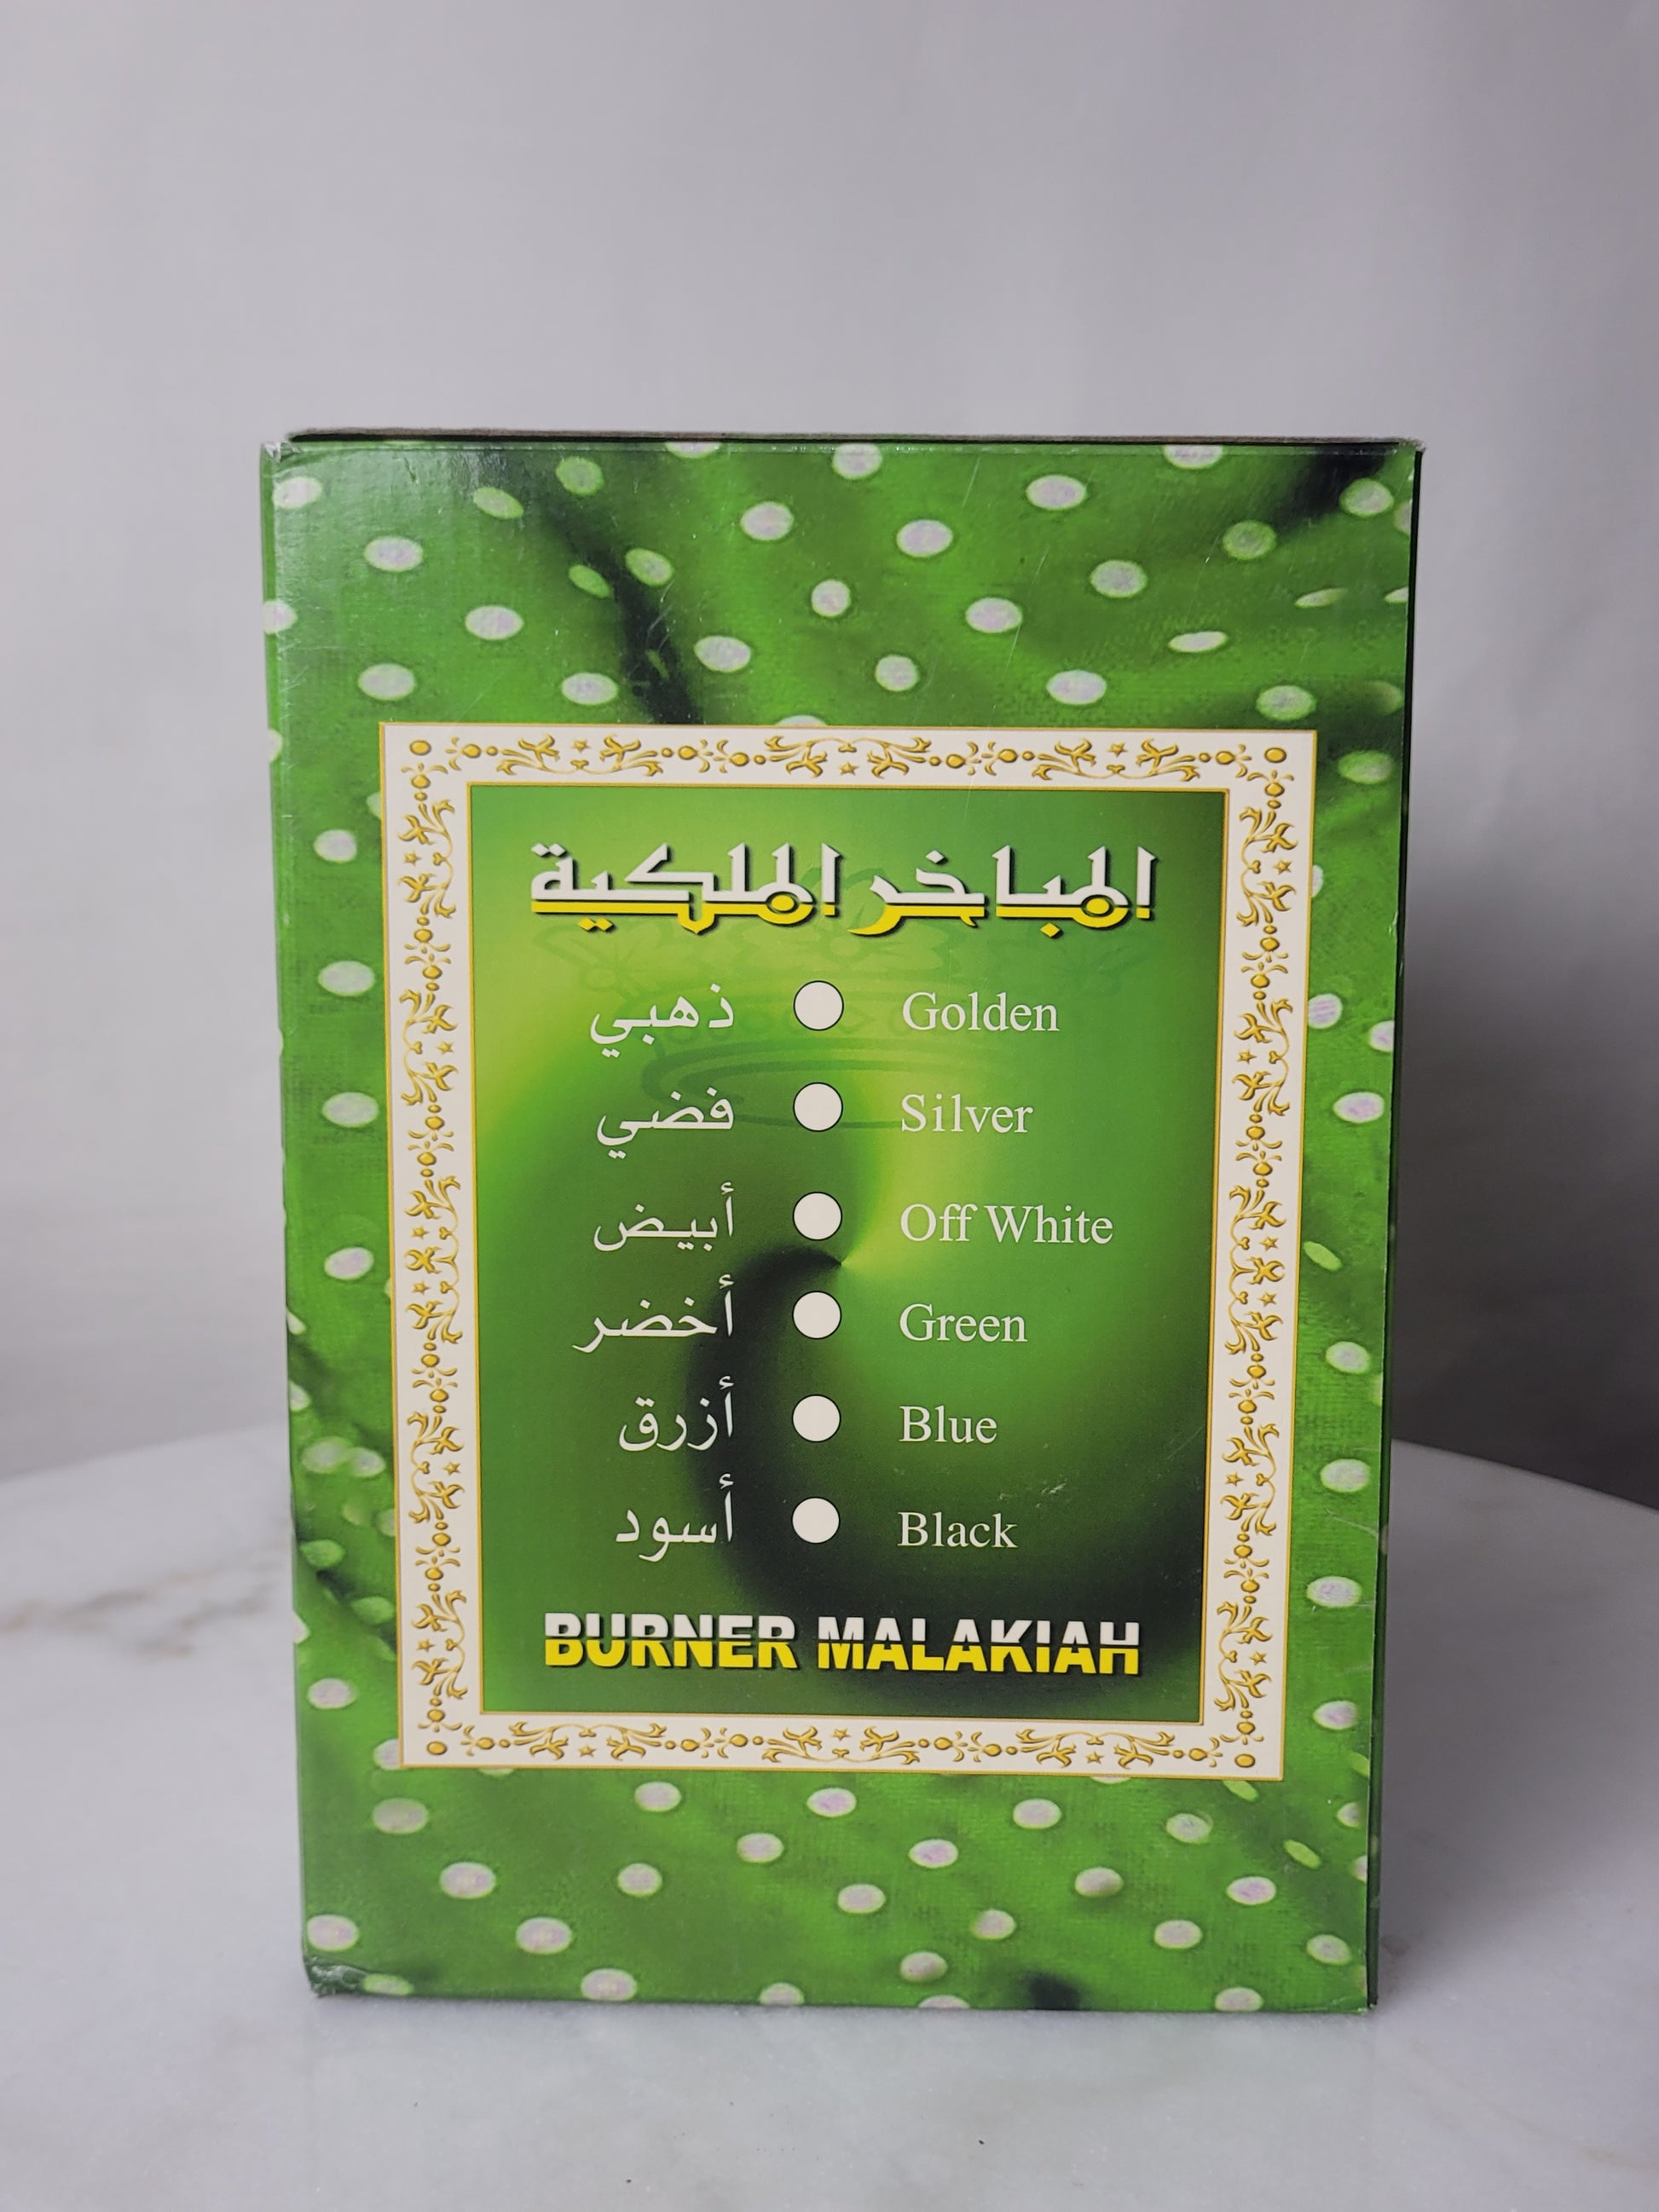 المباخر الملكية
ذهبي Golden
فضي Silver
أبيض Off White
أخضر Green
أزرق Blue
أسود Black
BURNER MALAKIAH